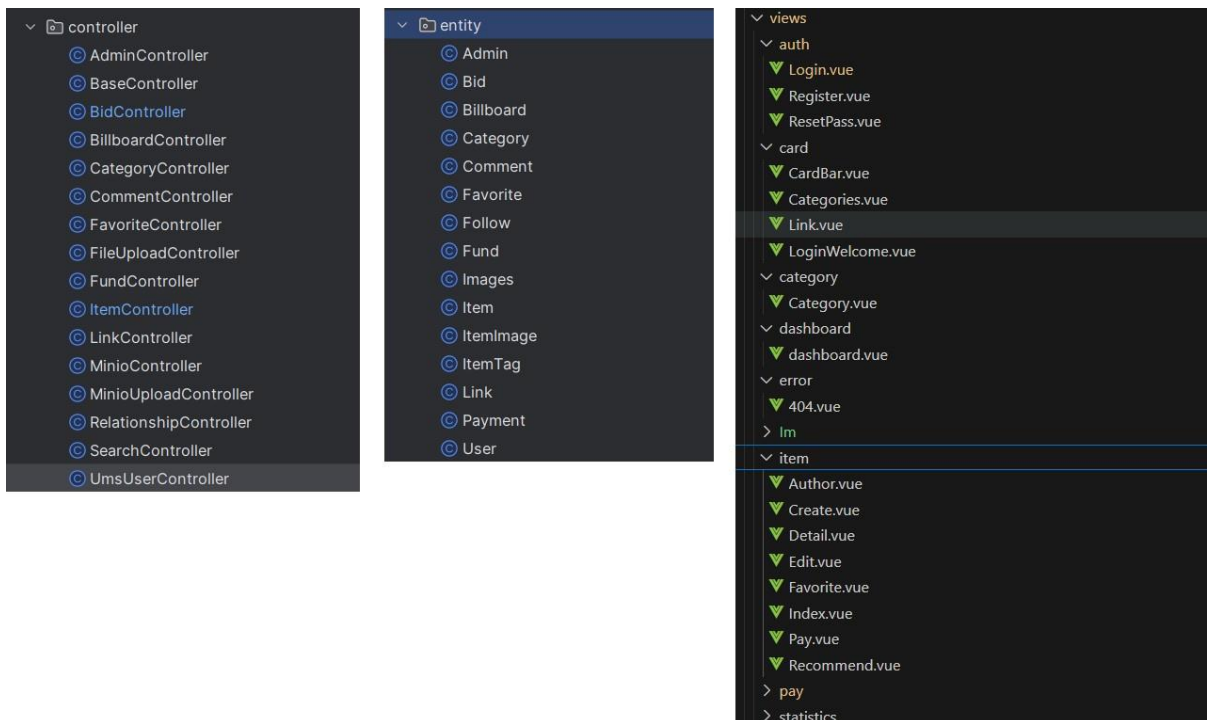 controller
AdminController
BaseController
BidController
BillboardController
CategoryController
CommentController
FavoriteController
FileUploadController
FundController
ItemController
LinkController
MinioController
MinioUploadController
RelationshipController
SearchController
UmsUserController
entity
Admin
Bid
Billboard
Category
Comment
Favorite
Follow
Fund
Images
Item
ItemImage
ItemTag
Link
Payment
User
views
auth
Login.vue
Register.vue
ResetPass.vue
card
CardBar.vue
Categories.vue
Link.vue
LoginWelcome.vue
category
Category.vue
dashboard
dashboard.vue
error
404.vue
Im
item
Author.vue
Create.vue
Detail.vue
Edit.vue
Favorite.vue
Index.vue
Pay.vue
Recommend.vue
pay
statistics